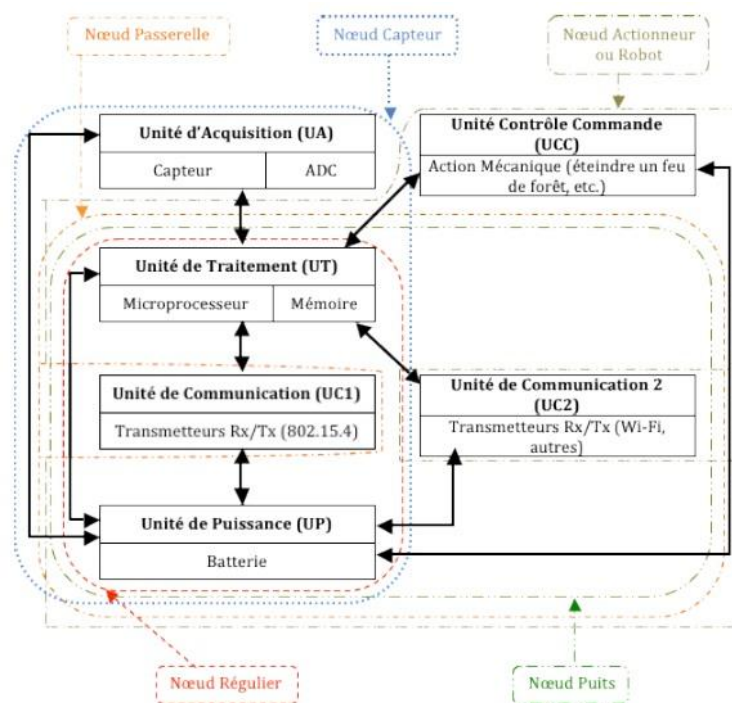 Nœud Passerelle
Nœud Capteur
Nœud Actionneur
ou Robot
Unité d'Acquisition (UA)
Capteur
ADC
Unité Contrôle Commande
(UCC)
Action Mécanique (éteindre un feu
de forêt, etc.)
Unité de Traitement (UT)
Microprocesseur
Mémoire
Unité de Communication (UC1)
Transmetteurs Rx/Tx (802.15.4)
Unité de Communication 2
(UC2)
Transmetteurs Rx/Tx (Wi-Fi,
autres)
Unité de Puissance (UP)
Batterie
Nœud Régulier
Nœud Puits